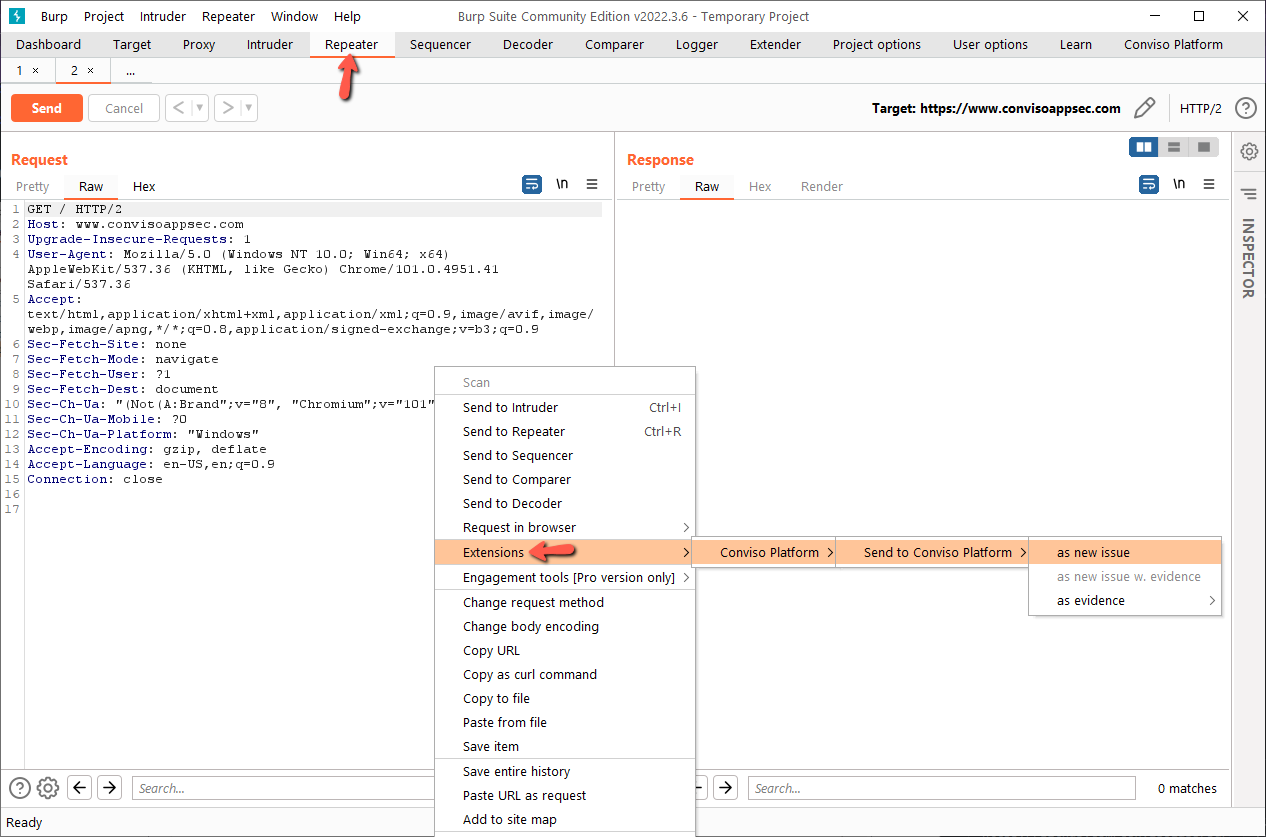 Burp Project Intruder Repeater Window Help Burp Suite Community Edition v2022.3.6 - Temporary Project
Dashboard Target Proxy Intruder Repeater Sequencer Decoder Comparer Logger Extender Project options User options Learn Conviso Platform
1 × 2 × ...
Send Cancel < > Target: https://www.convisoappsec.com HTTP/2 ?
Request
Pretty Raw Hex \n
1 GET / HTTP/2
2 Host: www.convisoappsec.com
3 Upgrade-Insecure-Requests: 1
4 User-Agent: Mozilla/5.0 (Windows NT 10.0; Win64; x64)
AppleWebKit/537.36 (KHTML, like Gecko) Chrome/101.0.4951.41
Safari/537.36
5 Accept:
text/html,application/xhtml+xml,application/xml;q=0.9,image/avif,image/
webp,image/apng,*/*;q=0.8,application/signed-exchange;v=b3;q=0.9
6 Sec-Fetch-Site: none
7 Sec-Fetch-Mode: navigate
8 Sec-Fetch-User: ?1
9 Sec-Fetch-Dest: document
10 Sec-Ch-Ua: "(Not(A:Brand";v="8", "Chromium";v="101"
11 Sec-Ch-Ua-Mobile: ?0
12 Sec-Ch-Ua-Platform: "Windows"
13 Accept-Encoding: gzip, deflate
14 Accept-Language: en-US,en;q=0.9
15 Connection: close
16
17
Response
Pretty Raw Hex Render \n
INSPECTOR
Scan
Send to Intruder Ctrl+I
Send to Repeater Ctrl+R
Send to Sequencer
Send to Comparer
Send to Decoder
Request in browser >
Extensions > Conviso Platform > Send to Conviso Platform > as new issue
as new issue w. evidence
as evidence >
Engagement tools [Pro version only] >
Change request method
Change body encoding
Copy URL
Copy as curl command
Copy to file
Paste from file
Save item
Save entire history
Paste URL as request
Add to site map
? Search...
Search... 0 matches
Ready